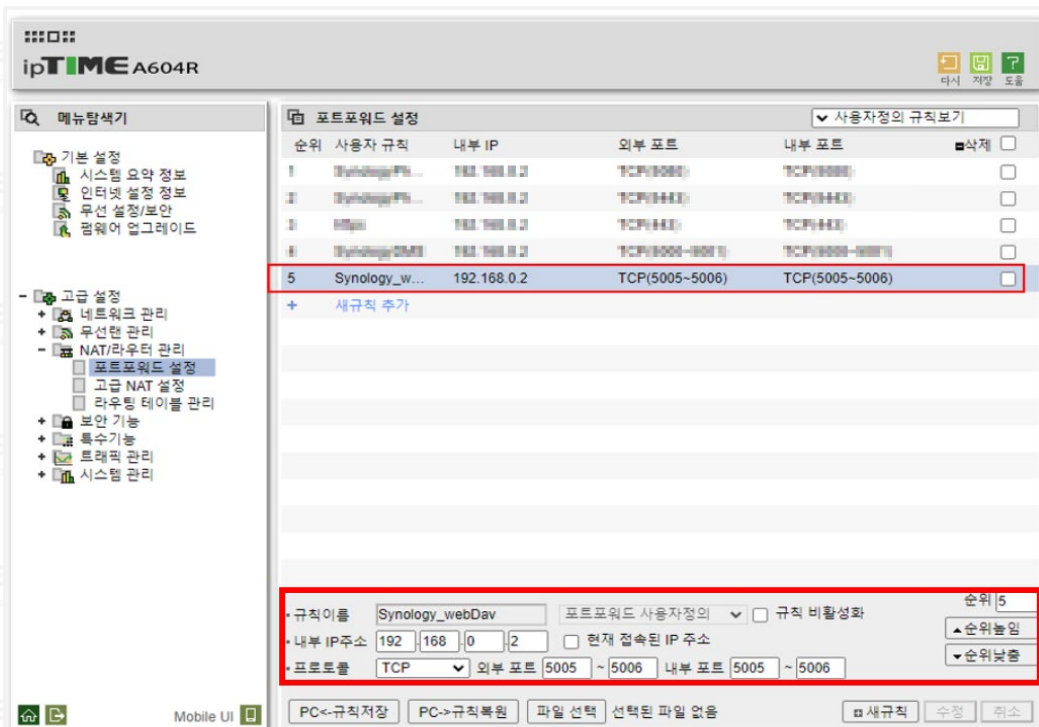 ipTIME A604R
다시 저장 도움
메뉴탐색기
기본 설정
시스템 요약 정보
인터넷 설정 정보
무선 설정/보안
펌웨어 업그레이드
고급 설정
네트워크 관리
무선랜 관리
NAT/라우터 관리
포트포워드 설정
고급 NAT 설정
라우팅 테이블 관리
보안 기능
특수기능
트래픽 관리
시스템 관리
Mobile UI
포트포워드 설정 사용자정의 규칙보기
순위 사용자 규칙 내부 IP 외부 포트 내부 포트 삭제
5 Synology_w... 192.168.0.2 TCP(5005~5006) TCP(5005~5006)
+ 새규칙 추가
순위 5
규칙이름 Synology_webDav 포트포워드 사용자정의 규칙 비활성화
▲순위높임
내부 IP주소 192 .168 .0 .2 현재 접속된 IP 주소
▼순위낮춤
프로토콜 TCP 외부 포트 5005 ~ 5006 내부 포트 5005 ~ 5006
PC<-규칙저장 PC->규칙복원 파일 선택 선택된 파일 없음 새규칙 수정 취소